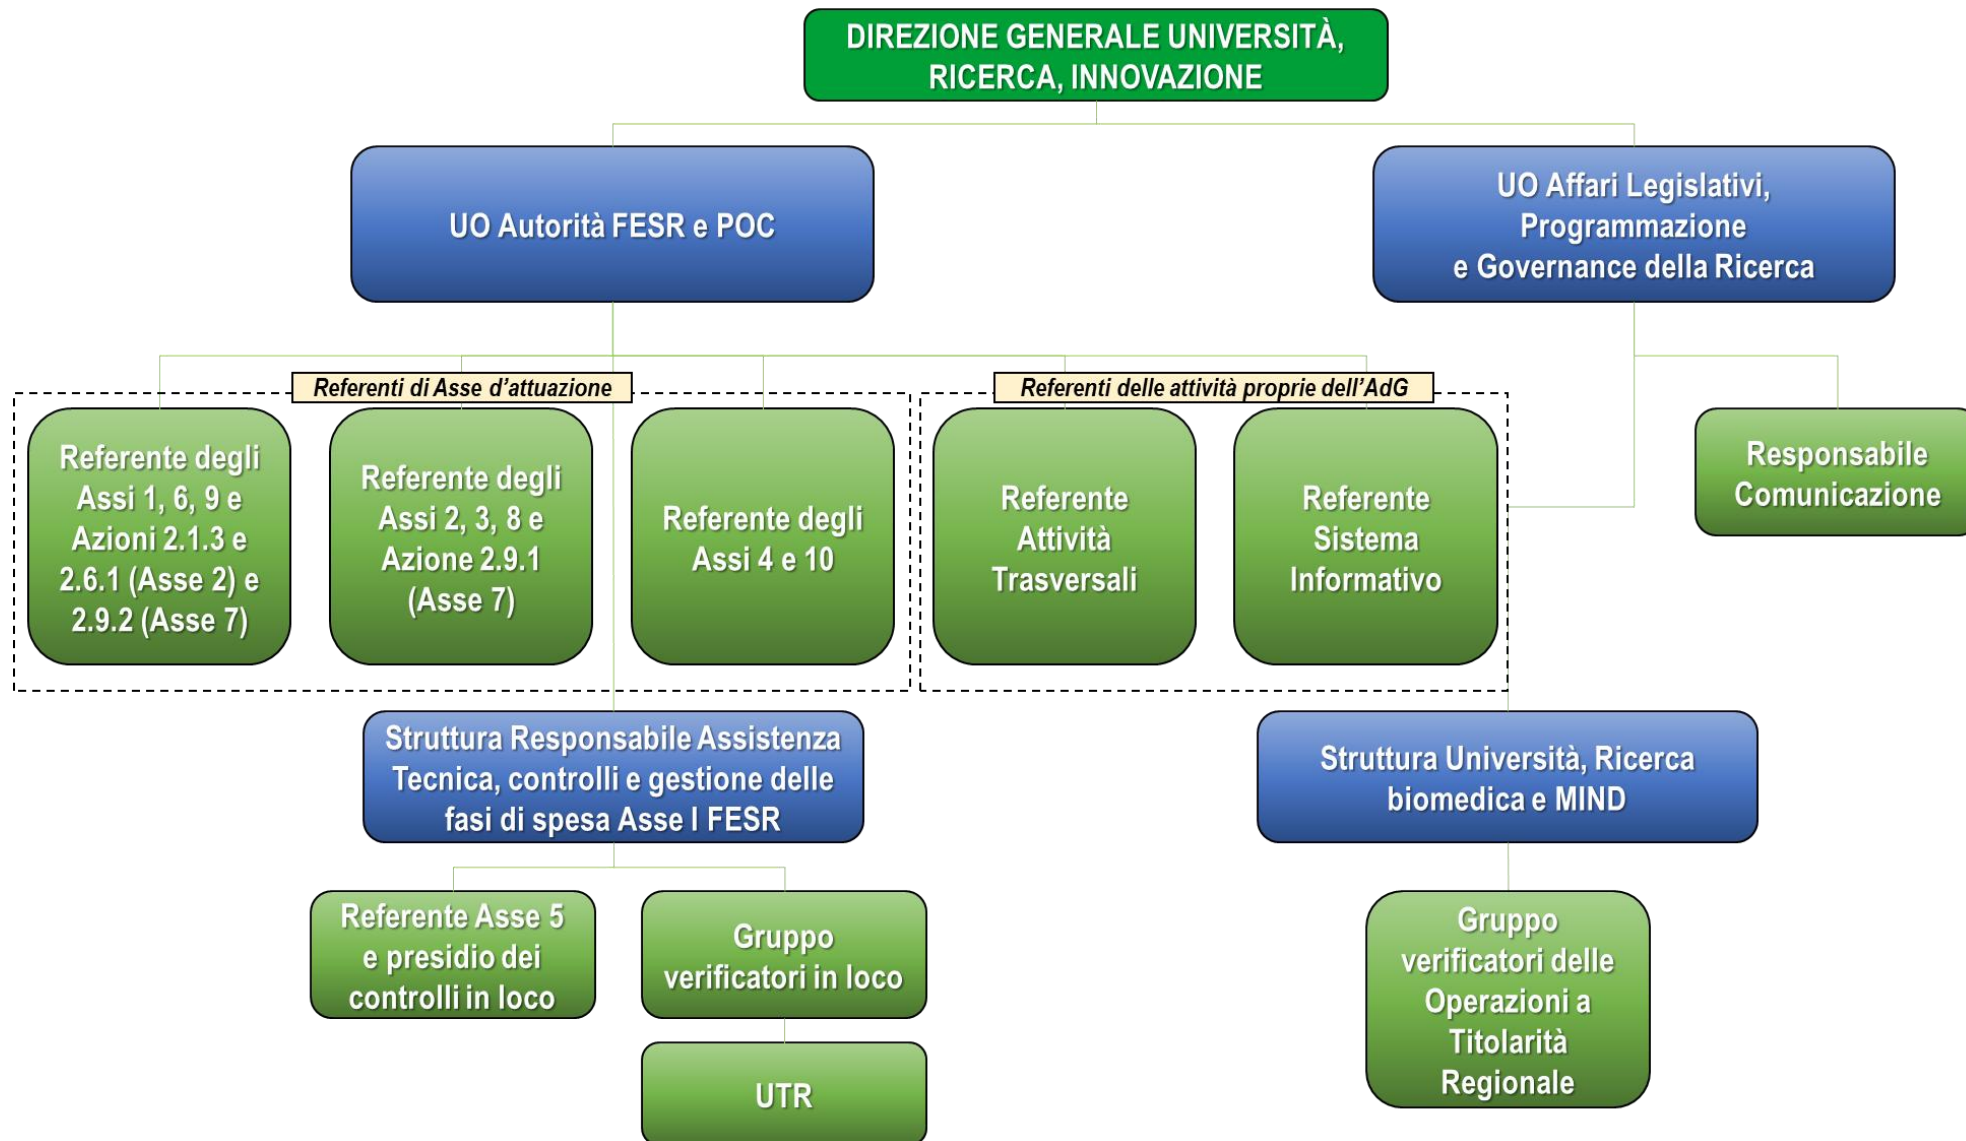 DIREZIONE GENERALE UNIVERSITÀ,
RICERCA, INNOVAZIONE
UO Autorità FESR e POC
UO Affari Legislativi,
Programmazione
e Governance della Ricerca
Referenti di Asse d'attuazione
Referenti delle attività proprie dell'AdG
Referente degli
Assi 1, 6, 9 e
Azioni 2.1.3 e
2.6.1 (Asse 2) e
2.9.2 (Asse 7)
Referente degli
Assi 2, 3, 8 e
Azione 2.9.1
(Asse 7)
Referente degli
Assi 4 e 10
Referente
Attività
Trasversali
Referente
Sistema
Informativo
Responsabile
Comunicazione
Struttura Responsabile Assistenza
Tecnica, controlli e gestione delle
fasi di spesa Asse I FESR
Struttura Università, Ricerca
biomedica e MIND
Referente Asse 5
e presidio dei
controlli in loco
Gruppo
verificatori in loco
Gruppo
verificatori delle
Operazioni a
Titolarità
Regionale
UTR